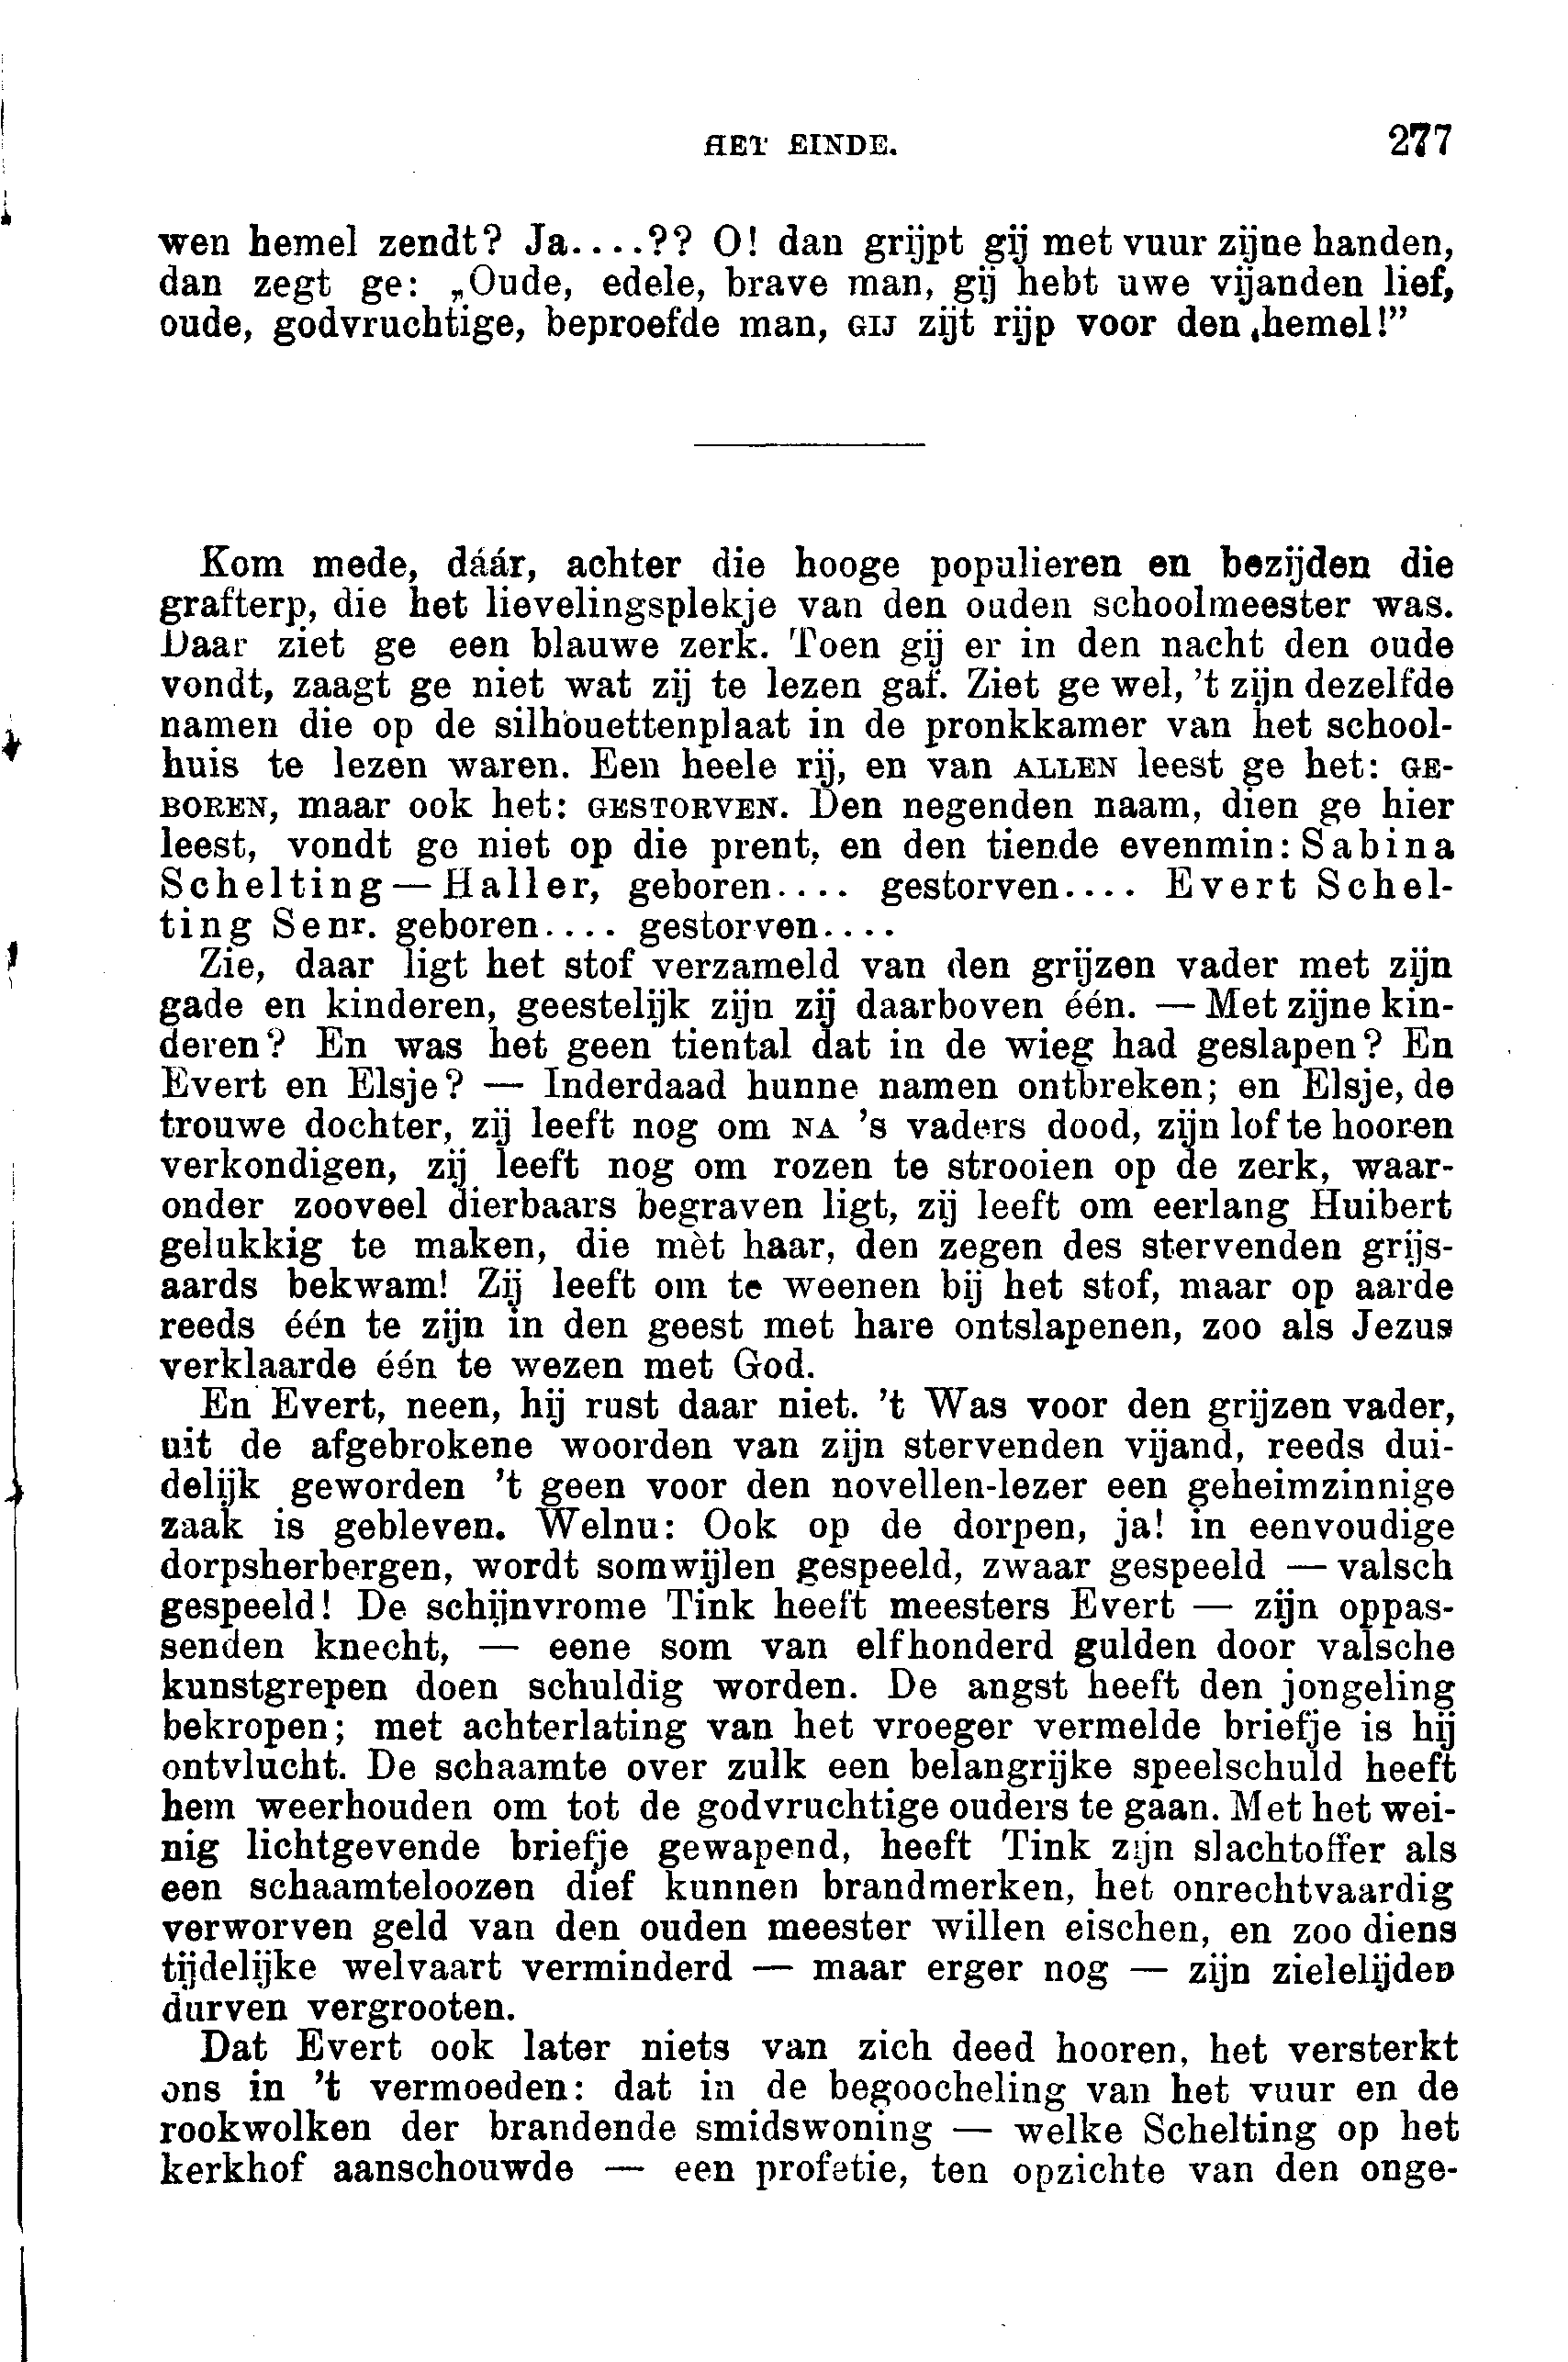 HET EINDE. 277
wen hemel zendt? Ja....?? O! dan grijpt gij met vuur zijne handen,
dan zegt ge: „Oude, edele, brave man, gij hebt uwe vijanden lief,
oude, godvruchtige, beproefde man, GIJ zijt rijp voor den hemel!”
Kom mede, dáár, achter die hooge populieren en bezijden die
grafterp, die het lievelingsplekje van den ouden schoolmeester was.
Daar ziet ge een blauwe zerk. Toen gij er in den nacht den oude
vondt, zaagt ge niet wat zij te lezen gaf. Ziet ge wel, 't zijn dezelfde
namen die op de silhouettenplaat in de pronkkamer van het school-
huis te lezen waren. Een heele rij, en van ALLEN leest ge het: GE-
BOREN, maar ook het: GESTORVEN. Den negenden naam, dien ge hier
leest, vondt ge niet op die prent, en den tiende evenmin: Sabina
Schelting—Haller, geboren.... gestorven.... Evert Schel-
ting Senr. geboren.... gestorven....
Zie, daar ligt het stof verzameld van den grijzen vader met zijn
gade en kinderen, geestelijk zijn zij daarboven één. — Met zijne kin-
deren? En was het geen tiental dat in de wieg had geslapen? En
Evert en Elsje? — Inderdaad hunne namen ontbreken; en Elsje, de
trouwe dochter, zij leeft nog om NA 's vaders dood, zijn lof te hooren
verkondigen, zij leeft nog om rozen te strooien op de zerk, waar-
onder zooveel dierbaars begraven ligt, zij leeft om eerlang Huibert
gelukkig te maken, die mèt haar, den zegen des stervenden grijs-
aards bekwam! Zij leeft om te weenen bij het stof, maar op aarde
reeds één te zijn in den geest met hare ontslapenen, zoo als Jezus
verklaarde één te wezen met God.
En Evert, neen, hij rust daar niet. 't Was voor den grijzen vader,
uit de afgebrokene woorden van zijn stervenden vijand, reeds dui-
delijk geworden 't geen voor den novellen-lezer een geheimzinnige
zaak is gebleven. Welnu: Ook op de dorpen, ja! in eenvoudige
dorpsherbergen, wordt somwijlen gespeeld, zwaar gespeeld — valsch
gespeeld! De schijnvrome Tink heeft meesters Evert — zijn oppas-
senden knecht, — eene som van elfhonderd gulden door valsche
kunstgrepen doen schuldig worden. De angst heeft den jongeling
bekropen; met achterlating van het vroeger vermelde briefje is hij
ontvlucht. De schaamte over zulk een belangrijke speelschuld heeft
hem weerhouden om tot de godvruchtige ouders te gaan. Met het wei-
nig lichtgevende briefje gewapend, heeft Tink zijn slachtoffer als
een schaamteloozen dief kunnen brandmerken, het onrechtvaardig
verworven geld van den ouden meester willen eischen, en zoo diens
tijdelijke welvaart verminderd — maar erger nog — zijn zielelijden
durven vergrooten.
Dat Evert ook later niets van zich deed hooren, het versterkt
ons in 't vermoeden: dat in de begoocheling van het vuur en de
rookwolken der brandende smidswoning — welke Schelting op het
kerkhof aanschouwde — een profetie, ten opzichte van den onge-